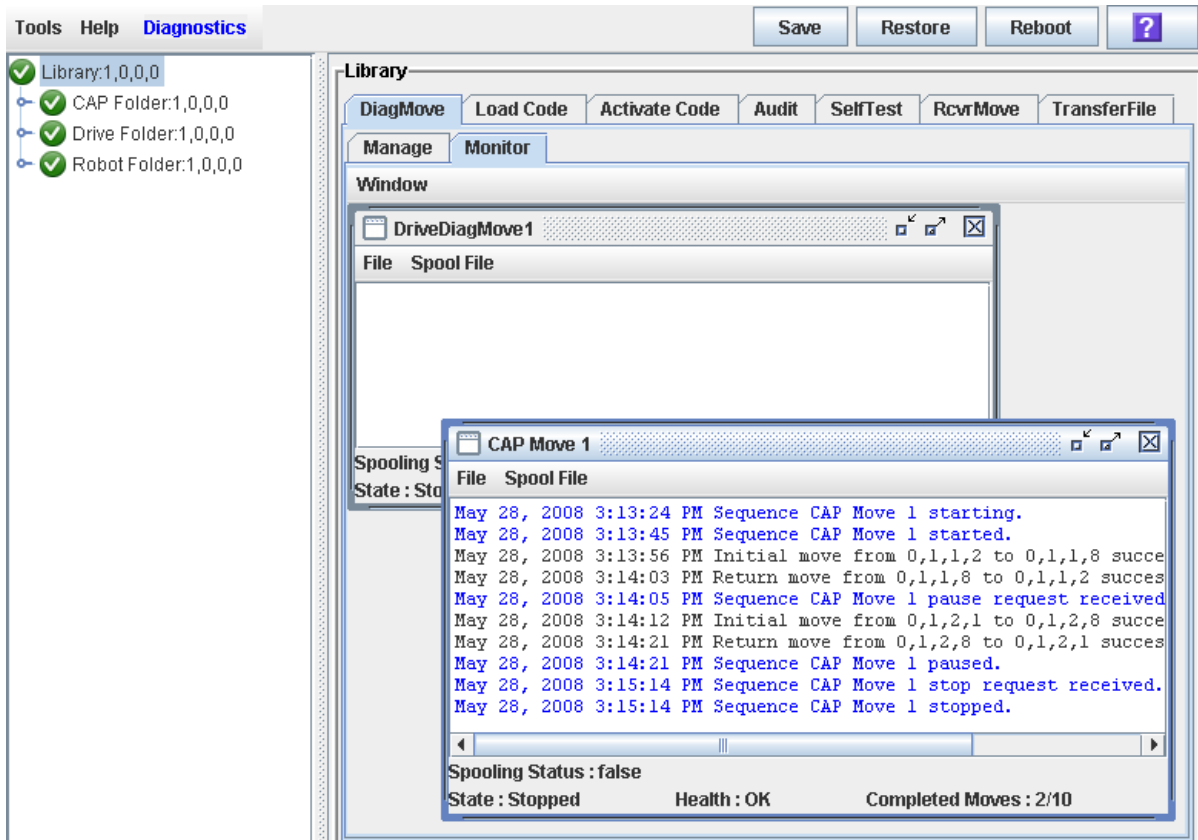 Tools Help Diagnostics Save Restore Reboot ?
Library:1,0,0,0
CAP Folder:1,0,0,0
Drive Folder:1,0,0,0
Robot Folder:1,0,0,0
Library
DiagMove Load Code Activate Code Audit SelfTest RcvrMove TransferFile
Manage Monitor
Window
DriveDiagMove1
File Spool File
Spooling S
State : Sto
CAP Move 1
File Spool File
May 28, 2008 3:13:24 PM Sequence CAP Move 1 starting.
May 28, 2008 3:13:45 PM Sequence CAP Move 1 started.
May 28, 2008 3:13:56 PM Initial move from 0,1,1,2 to 0,1,1,8 succe
May 28, 2008 3:14:03 PM Return move from 0,1,1,8 to 0,1,1,2 succes
May 28, 2008 3:14:05 PM Sequence CAP Move 1 pause request received
May 28, 2008 3:14:12 PM Initial move from 0,1,2,1 to 0,1,2,8 succe
May 28, 2008 3:14:21 PM Return move from 0,1,2,8 to 0,1,2,1 succes
May 28, 2008 3:14:21 PM Sequence CAP Move 1 paused.
May 28, 2008 3:15:14 PM Sequence CAP Move 1 stop request received.
May 28, 2008 3:15:14 PM Sequence CAP Move 1 stopped.
Spooling Status : false
State : Stopped Health : OK Completed Moves : 2/10